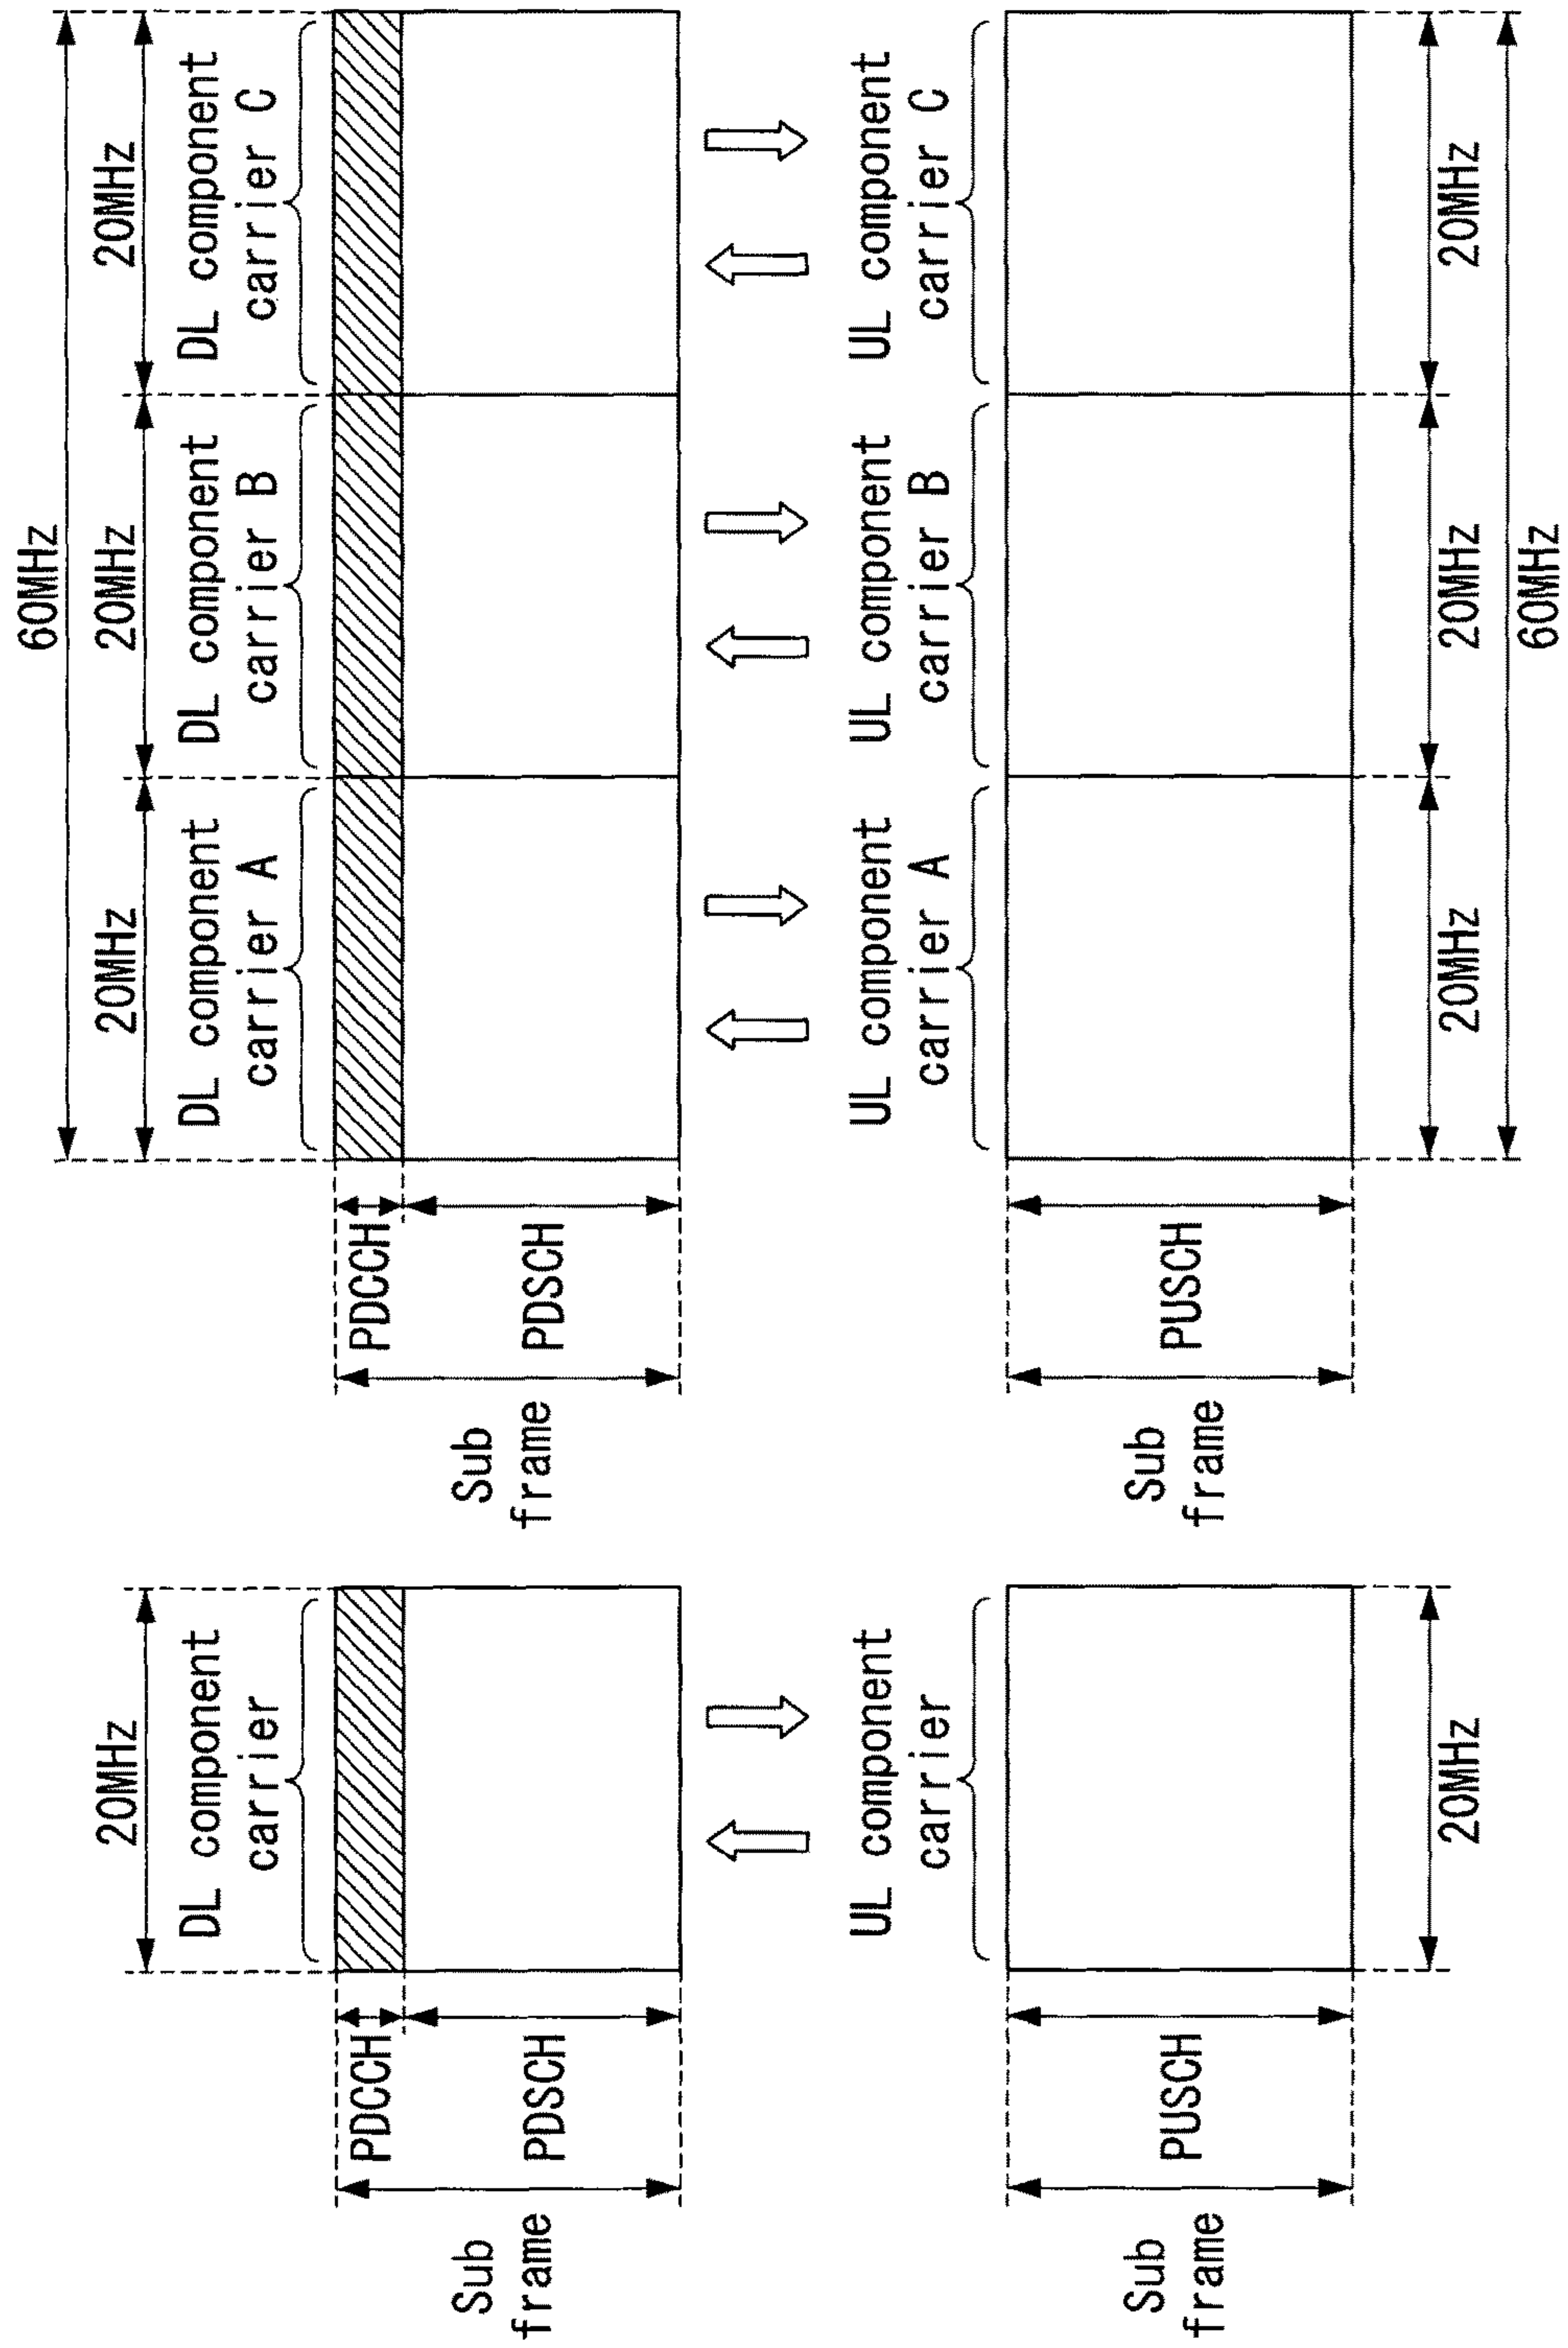 20MHz
DL component
carrier
PDCCH
PDSCH
Sub
frame
UL component
carrier
PUSCH
Sub
frame
20MHz
60MHz
20MHz
20MHz
20MHz
DL component
carrier A
DL component
carrier B
DL component
carrier C
PDCCH
PDSCH
Sub
frame
UL component
carrier A
UL component
carrier B
UL component
carrier C
PUSCH
Sub
frame
20MHz
20MHz
20MHz
60MHz